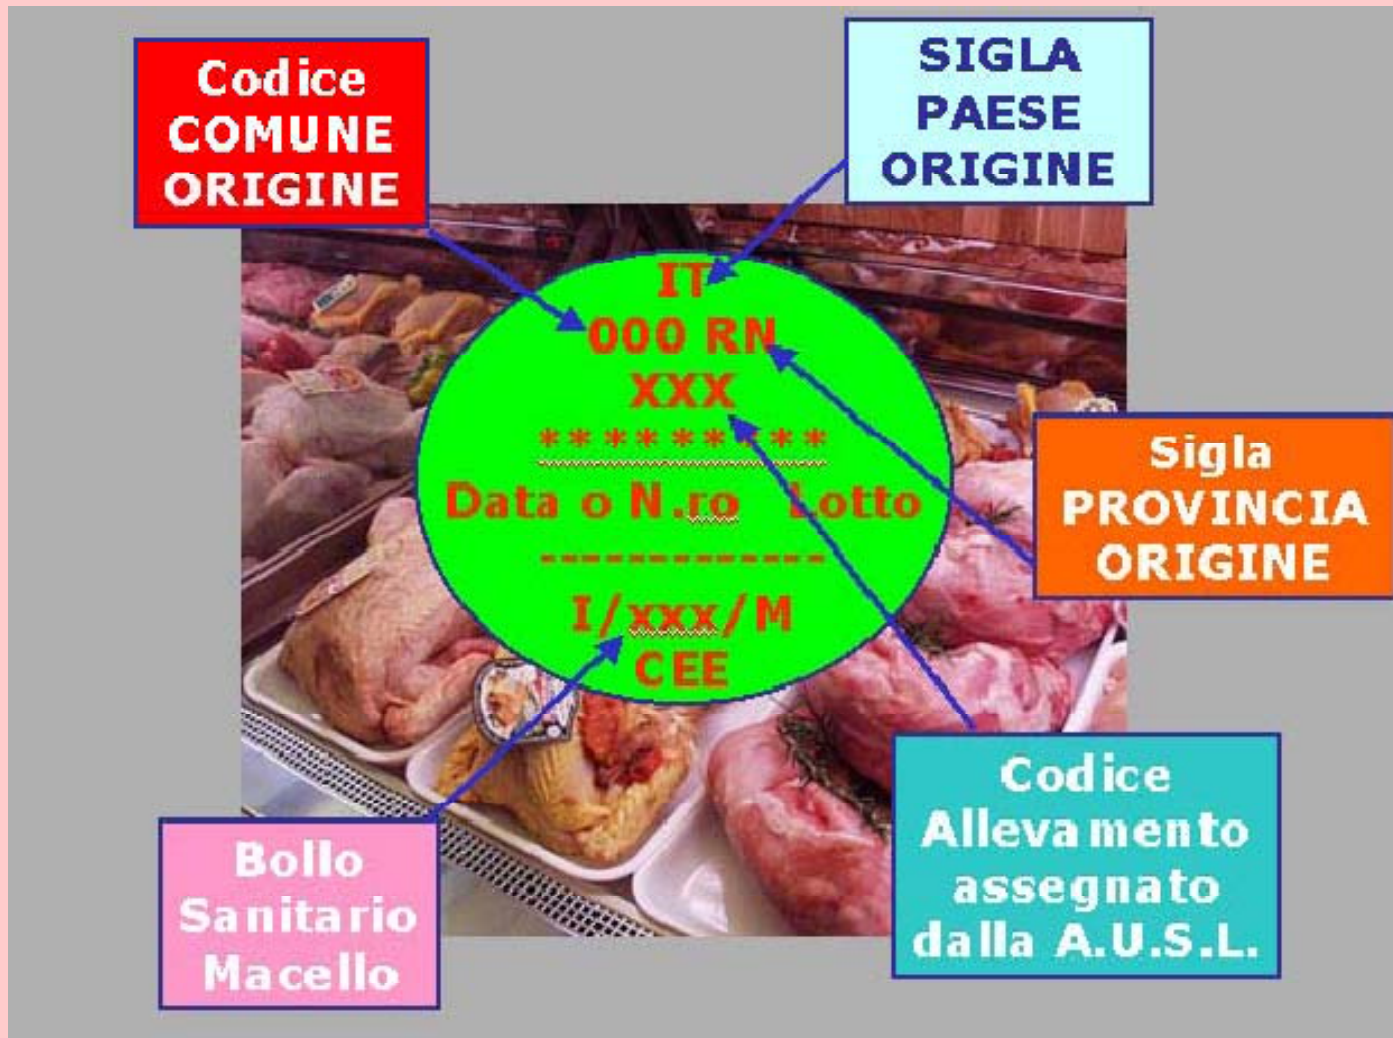 Codice
COMUNE
ORIGINE
SIGLA
PAESE
ORIGINE
IT
000 RN
XXX
*********
Data o N.ro Lotto
-------------
I/xxx/M
CEE
Sigla
PROVINCIA
ORIGINE
Bollo
Sanitario
Macello
Codice
Allevamento
assegnato
dalla A.U.S.L.